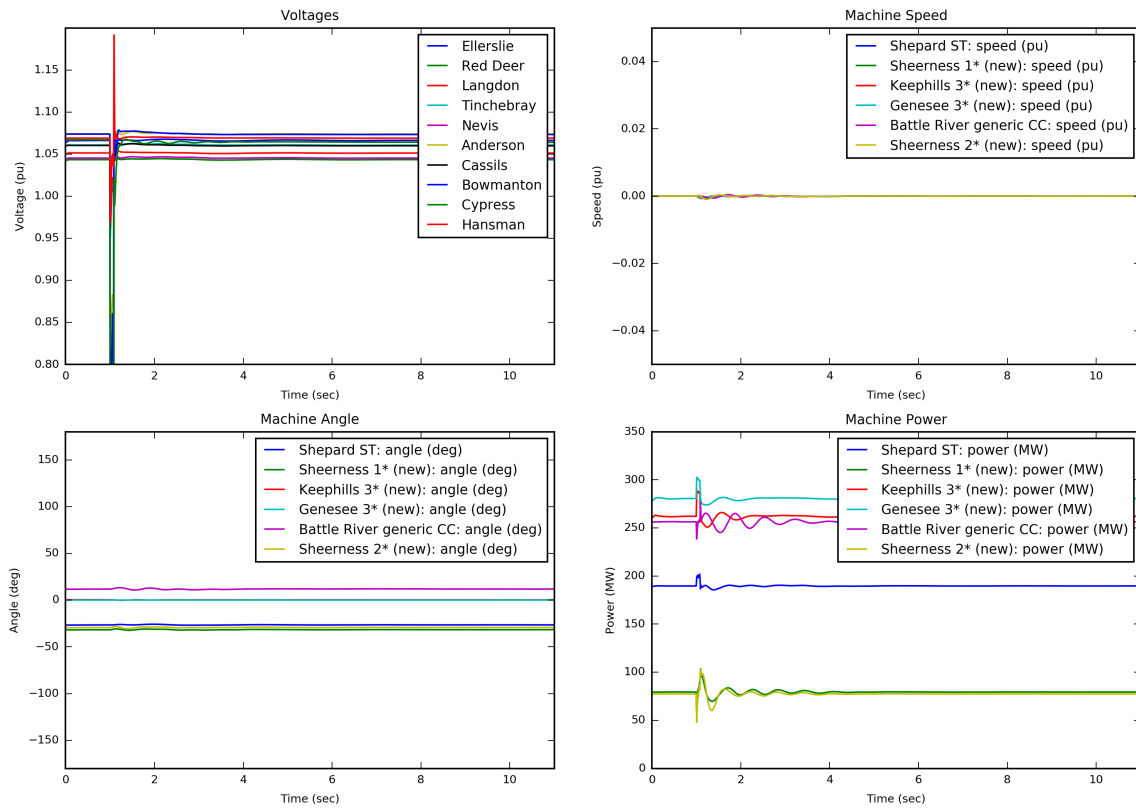 Voltages
1.15
1.10
1.05
1.00
0.95
0.90
0.85
0.80
Voltage (pu)
0
2
4
6
8
10
Time (sec)
Ellerslie
Red Deer
Langdon
Tinchebray
Nevis
Anderson
Cassils
Bowmanton
Cypress
Hansman
Machine Speed
0.04
0.02
0.00
−0.02
−0.04
Speed (pu)
0
2
4
6
8
10
Time (sec)
Shepard ST: speed (pu)
Sheerness 1* (new): speed (pu)
Keephills 3* (new): speed (pu)
Genesee 3* (new): speed (pu)
Battle River generic CC: speed (pu)
Sheerness 2* (new): speed (pu)
Machine Angle
150
100
50
0
−50
−100
−150
Angle (deg)
0
2
4
6
8
10
Time (sec)
Shepard ST: angle (deg)
Sheerness 1* (new): angle (deg)
Keephills 3* (new): angle (deg)
Genesee 3* (new): angle (deg)
Battle River generic CC: angle (deg)
Sheerness 2* (new): angle (deg)
Machine Power
350
300
250
200
150
100
50
0
Power (MW)
0
2
4
6
8
10
Time (sec)
Shepard ST: power (MW)
Sheerness 1* (new): power (MW)
Keephills 3* (new): power (MW)
Genesee 3* (new): power (MW)
Battle River generic CC: power (MW)
Sheerness 2* (new): power (MW)